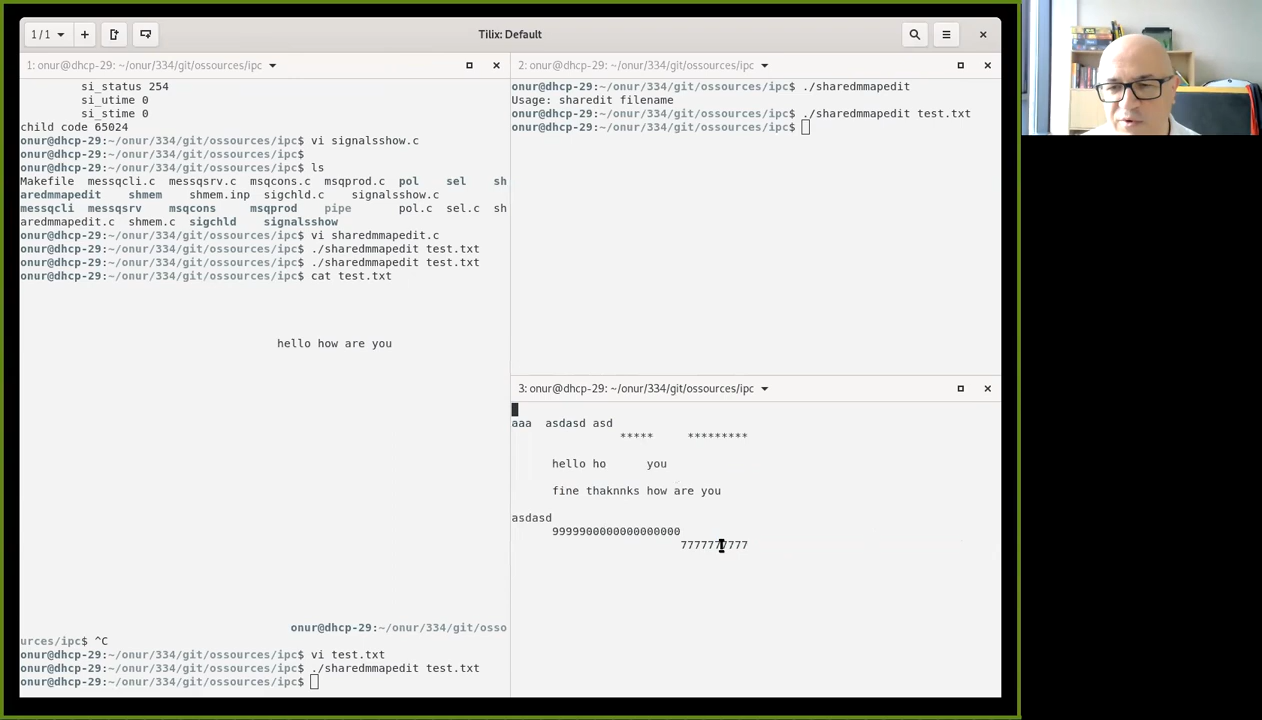 1/1
Tilix: Default
1: onur@dhcp-29: ~/onur/334/git/ossources/ipc
si_status 254
si_utime 0
si_stime 0
child code 65024
onur@dhcp-29:~/onur/334/git/ossources/ipc$ vi signalsshow.c
onur@dhcp-29:~/onur/334/git/ossources/ipc$
onur@dhcp-29:~/onur/334/git/ossources/ipc$ ls
Makefile messqcli.c messqsrv.c msqcons.c msqprod.c pol sel sh
aredmmapedit shmem shmem.inp sigchld.c signalsshow.c
messqcli messqsrv msqcons msqprod pipe pol.c sel.c sh
aredmmapedit.c shmem.c sigchld signalsshow
onur@dhcp-29:~/onur/334/git/ossources/ipc$ vi sharedmmapedit.c
onur@dhcp-29:~/onur/334/git/ossources/ipc$ ./sharedmmapedit test.txt
onur@dhcp-29:~/onur/334/git/ossources/ipc$ ./sharedmmapedit test.txt
onur@dhcp-29:~/onur/334/git/ossources/ipc$ cat test.txt
hello how are you
onur@dhcp-29:~/onur/334/git/osso
urces/ipc$ ^C
onur@dhcp-29:~/onur/334/git/ossources/ipc$ vi test.txt
onur@dhcp-29:~/onur/334/git/ossources/ipc$ ./sharedmmapedit test.txt
onur@dhcp-29:~/onur/334/git/ossources/ipc$
2: onur@dhcp-29: ~/onur/334/git/ossources/ipc
onur@dhcp-29:~/onur/334/git/ossources/ipc$ ./sharedmmapedit
Usage: sharedit filename
onur@dhcp-29:~/onur/334/git/ossources/ipc$ ./sharedmmapedit test.txt
onur@dhcp-29:~/onur/334/git/ossources/ipc$
3: onur@dhcp-29: ~/onur/334/git/ossources/ipc
aaa asdasd asd
***** *********
hello ho you
fine thaknnks how are you
asdasd
9999900000000000000
7777777777